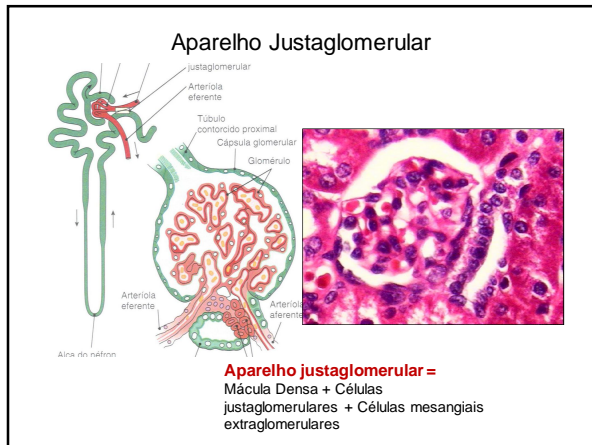 Aparelho Justaglomerular
justaglomerular
Arteríola
eferente
Túbulo
contorcido proximal
Cápsula glomerular
Glomérulo
Arteríola
eferente
Arteríola
aferente
Alça do néfron
Aparelho justaglomerular =
Mácula Densa + Células
justaglomerulares + Células mesangiais
extraglomerulares